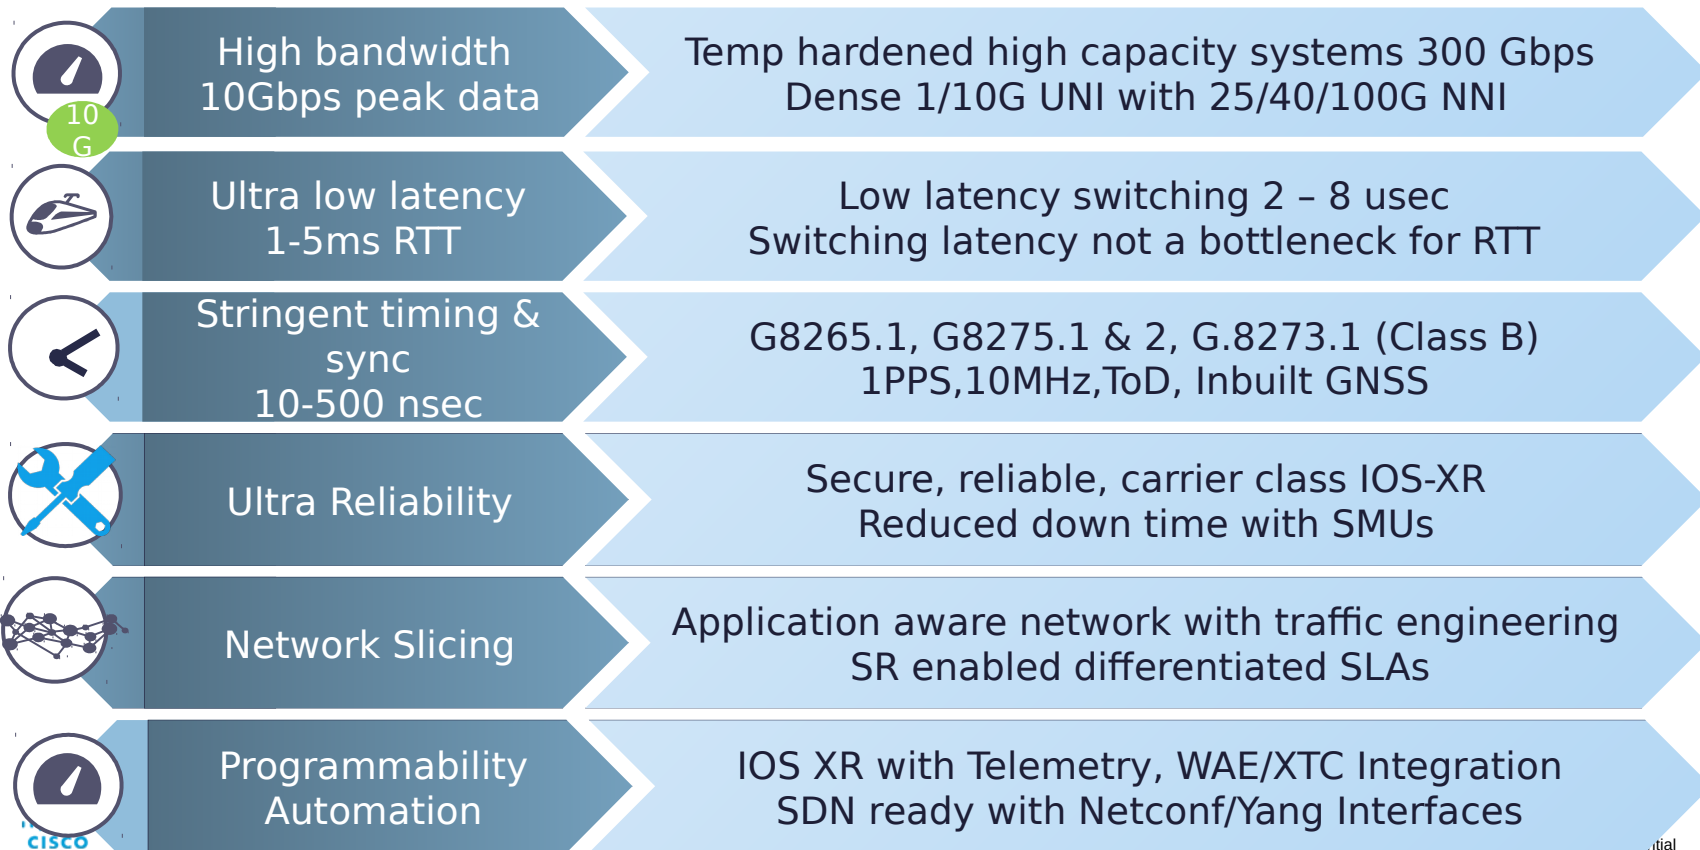 High bandwidth
10Gbps peak data
10
G
Temp hardened high capacity systems 300 Gbps
Dense 1/10G UNI with 25/40/100G NNI
Ultra low latency
1-5ms RTT
Low latency switching 2 – 8 usec
Switching latency not a bottleneck for RTT
Stringent timing &
sync
10-500 nsec
G8265.1, G8275.1 & 2, G.8273.1 (Class B)
1PPS,10MHz,ToD, Inbuilt GNSS
Ultra Reliability
Secure, reliable, carrier class IOS-XR
Reduced down time with SMUs
Network Slicing
Application aware network with traffic engineering
SR enabled differentiated SLAs
Programmability
Automation
IOS XR with Telemetry, WAE/XTC Integration
SDN ready with Netconf/Yang Interfaces
CISCO